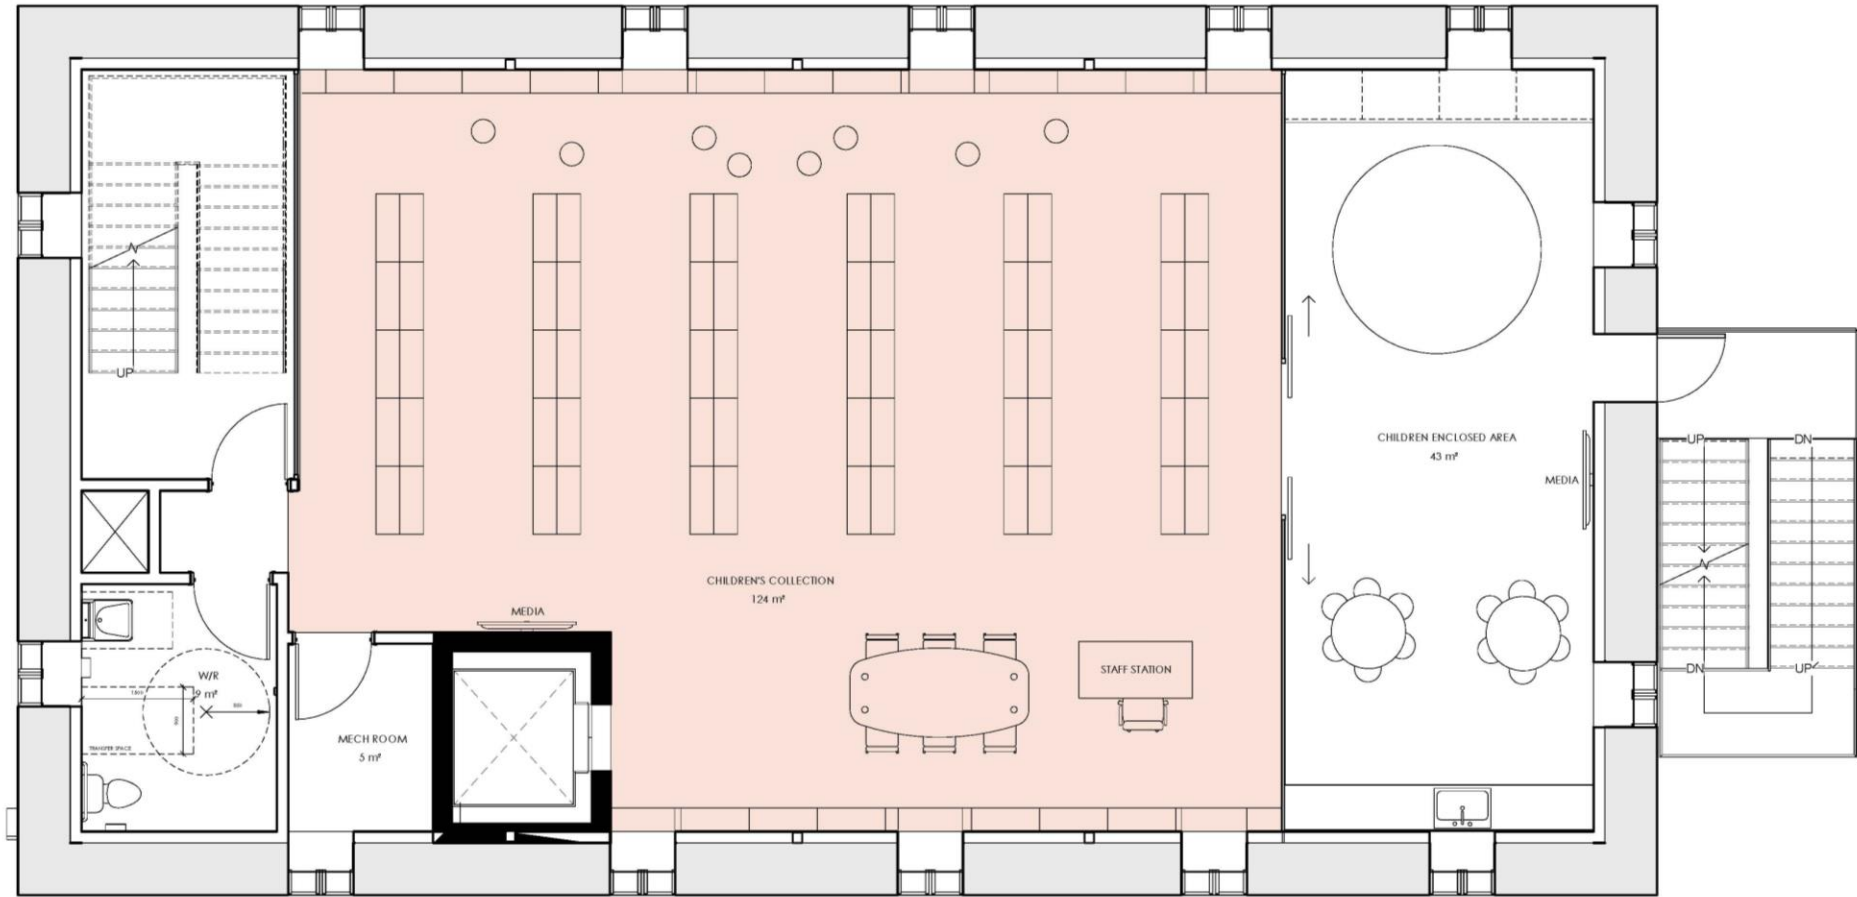 UP
CHILDREN ENCLOSED AREA
43 m²
MEDIA
UP
DN
CHILDREN'S COLLECTION
124 m²
MEDIA
STAFF STATION
W/R
9 m²
TRANSFER SPACE
MECH ROOM
5 m²
DN
UP